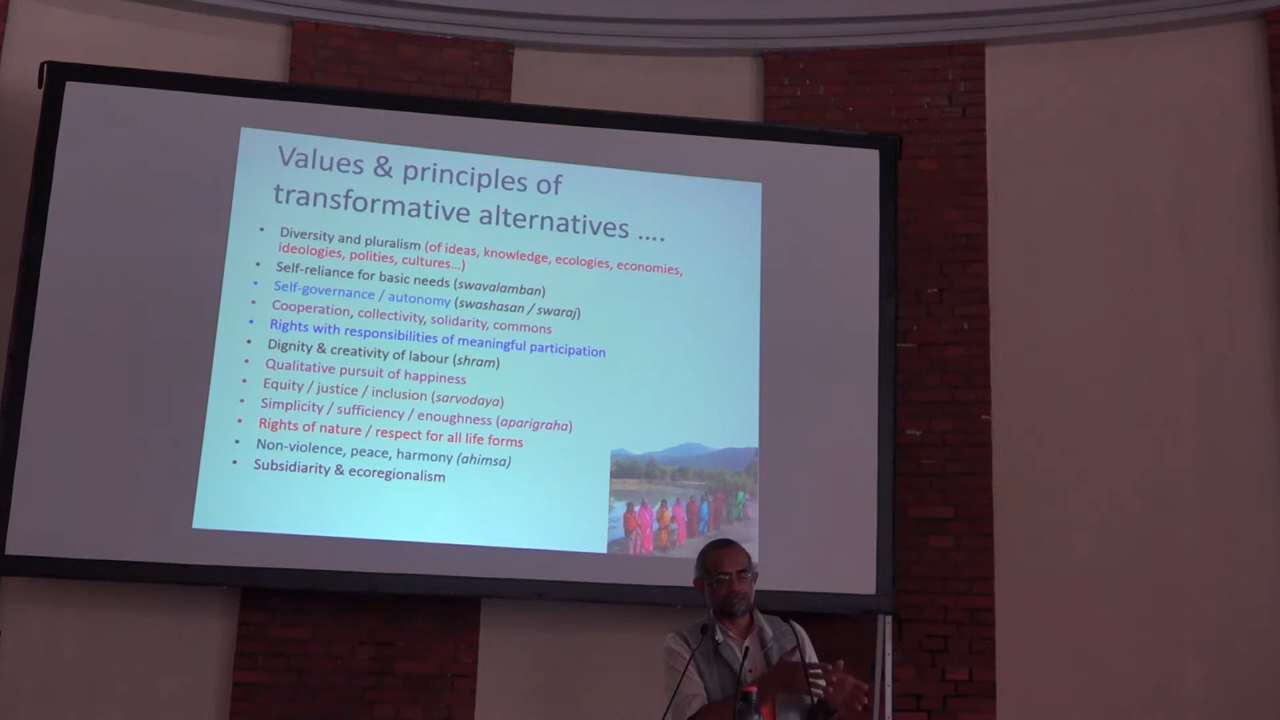 Values & principles of
transformative alternatives ....
• Diversity and pluralism (of ideas, knowledge, ecologies, economies,
ideologies, polities, cultures...)
• Self-reliance for basic needs (swavalamban)
• Self-governance / autonomy (swashasan / swaraj)
• Cooperation, collectivity, solidarity, commons
• Rights with responsibilities of meaningful participation
• Dignity & creativity of labour (shram)
• Qualitative pursuit of happiness
• Equity / justice / inclusion (sarvodaya)
• Simplicity / sufficiency / enoughness (aparigraha)
• Rights of nature / respect for all life forms
• Non-violence, peace, harmony (ahimsa)
• Subsidiarity & ecoregionalism